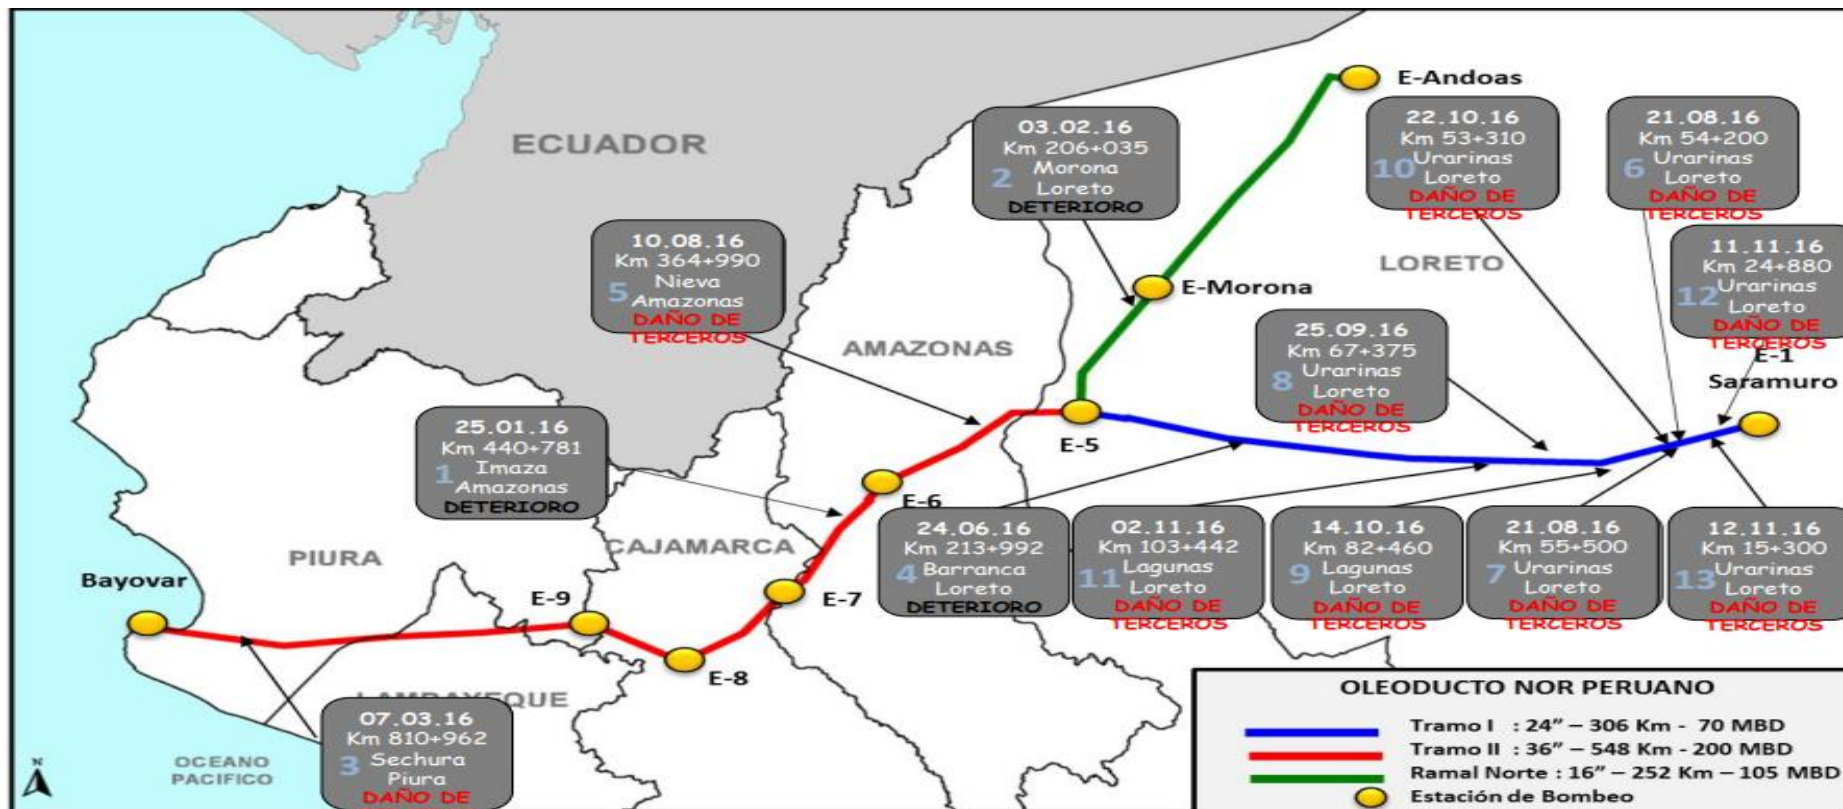 E-Andoas
03.02.16
Km 206+035
2
Morona
Loreto
DETERIORO
22.10.16
Km 53+310
10
Urarinas
Loreto
DAÑO DE
TERCEROS
21.08.16
Km 54+200
6
Urarinas
Loreto
DAÑO DE
TERCEROS
ECUADOR
10.08.16
Km 364+990
5
Nieva
Amazonas
DAÑO DE
TERCEROS
11.11.16
Km 24+880
12
Urarinas
Loreto
DAÑO DE
TERCEROS
LORETO
E-Morona
AMAZONAS
25.09.16
Km 67+375
8
Urarinas
Loreto
DAÑO DE
TERCEROS
E-1
Saramuro
25.01.16
Km 440+781
1
Imaza
Amazonas
DETERIORO
E-5
E-6
CAJAMARCA
PIURA
Bayovar
E-9
E-7
E-8
24.06.16
Km 213+992
4
Barranca
Loreto
DETERIORO
02.11.16
Km 103+442
11
Lagunas
Loreto
DAÑO DE
TERCEROS
14.10.16
Km 82+460
9
Lagunas
Loreto
DAÑO DE
TERCEROS
21.08.16
Km 55+500
7
Urarinas
Loreto
DAÑO DE
TERCEROS
12.11.16
Km 15+300
13
Urarinas
Loreto
DAÑO DE
TERCEROS
LAMBAYEQUE
07.03.16
Km 810+962
3
Sechura
Piura
DAÑO DE
OCEANO
PACIFICO
N
OLEODUCTO NOR PERUANO
Tramo I : 24” – 306 Km - 70 MBD
Tramo II : 36” – 548 Km - 200 MBD
Ramal Norte : 16” – 252 Km – 105 MBD
Estación de Bombeo